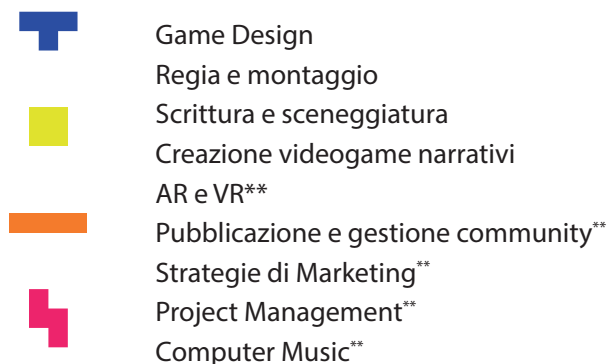 Game Design
Regia e montaggio
Scrittura e sceneggiatura
Creazione videogame narrativi
AR e VR**
Pubblicazione e gestione community**
Strategie di Marketing**
Project Management**
Computer Music**